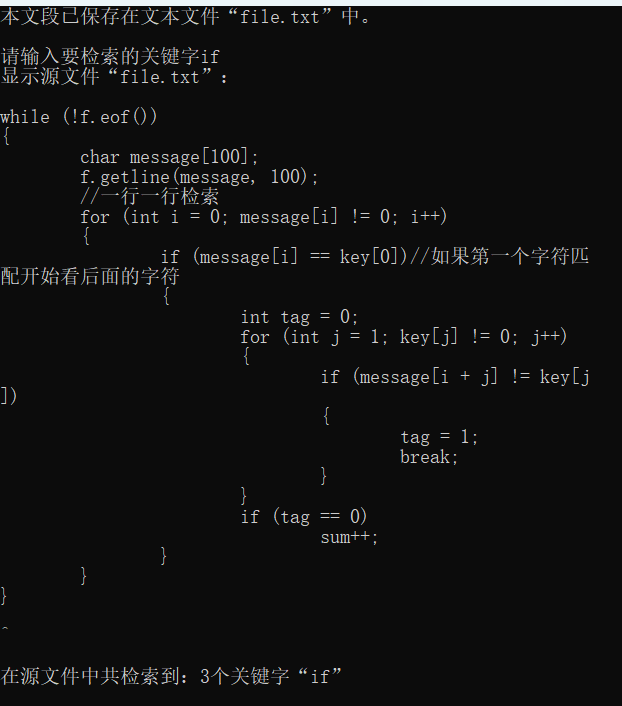 本文段已保存在文本文件“file.txt”中。
请输入要检索的关键字if
显示源文件“file.txt”：
while (!f.eof())
{
char message[100];
f.getline(message, 100);
//一行一行检索
for (int i = 0; message[i] != 0; i++)
{
if (message[i] == key[0])//如果第一个字符匹
配开始看后面的字符
{
int tag = 0;
for (int j = 1; key[j] != 0; j++)
{
if (message[i + j] != key[j
])
{
tag = 1;
break;
}
}
if (tag == 0)
sum++;
}
}
}
^
在源文件中共检索到：3个关键字“if”